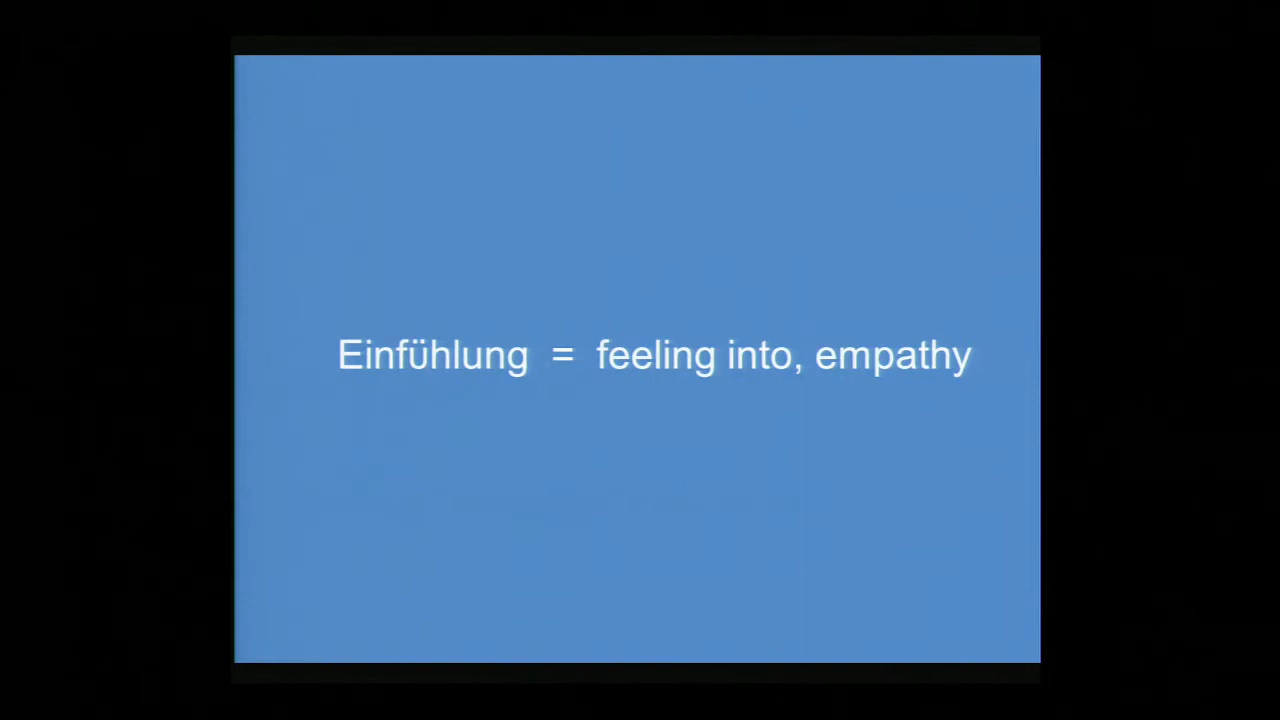 Einfühlung = feeling into, empathy